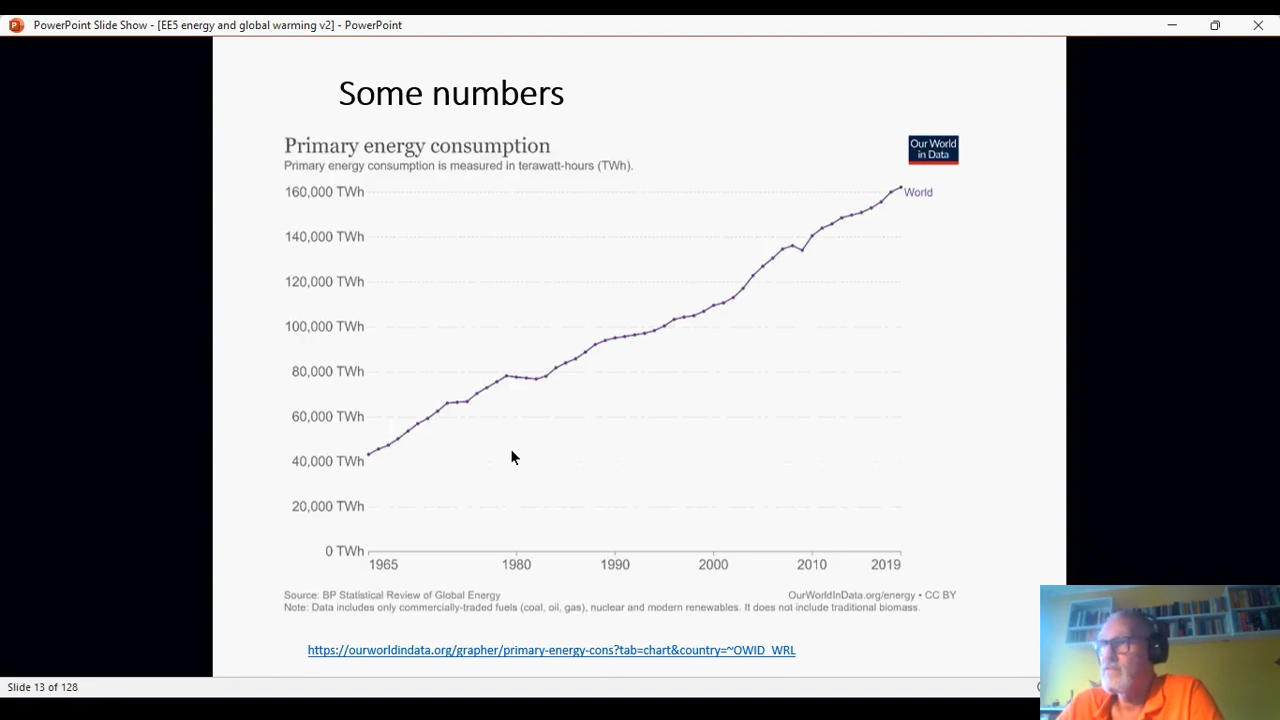 PowerPoint Slide Show - [EE5 energy and global warming v2] - PowerPoint
Some numbers
Primary energy consumption
Primary energy consumption is measured in terawatt-hours (TWh).
Our World
in Data
160,000 TWh
World
140,000 TWh
120,000 TWh
100,000 TWh
80,000 TWh
60,000 TWh
40,000 TWh
20,000 TWh
0 TWh
1965 1980 1990 2000 2010 2019
Source: BP Statistical Review of Global Energy
OurWorldInData.org/energy • CC BY
Note: Data includes only commercially-traded fuels (coal, oil, gas), nuclear and modern renewables. It does not include traditional biomass.
https://ourworldindata.org/grapher/primary-energy-cons?tab=chart&country=~OWID_WRL
Slide 13 of 128